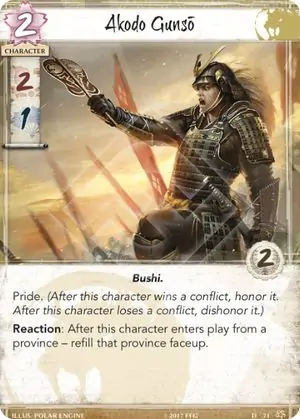 2
Akodo Gunsō
CHARACTER
2
1
2
Bushi.
Pride. (After this character wins a conflict, honor it.
After this character loses a conflict, dishonor it.)
Reaction: After this character enters play from a
province – refill that province faceup.
ILLUS: POLAR ENGINE
© 2017 FFG
D 21